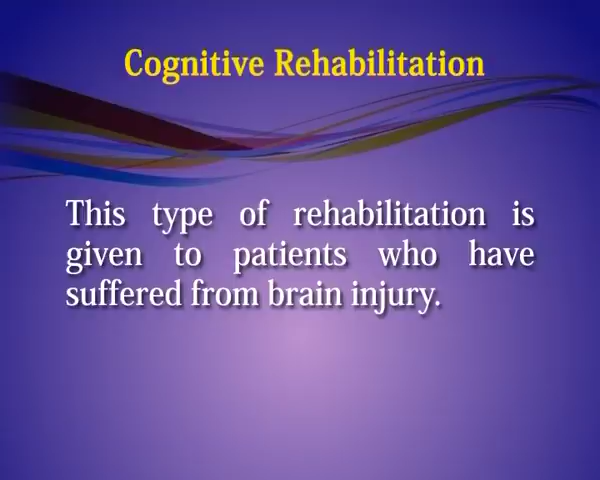 Cognitive Rehabilitation
This type of rehabilitation is
given to patients who have
suffered from brain injury.